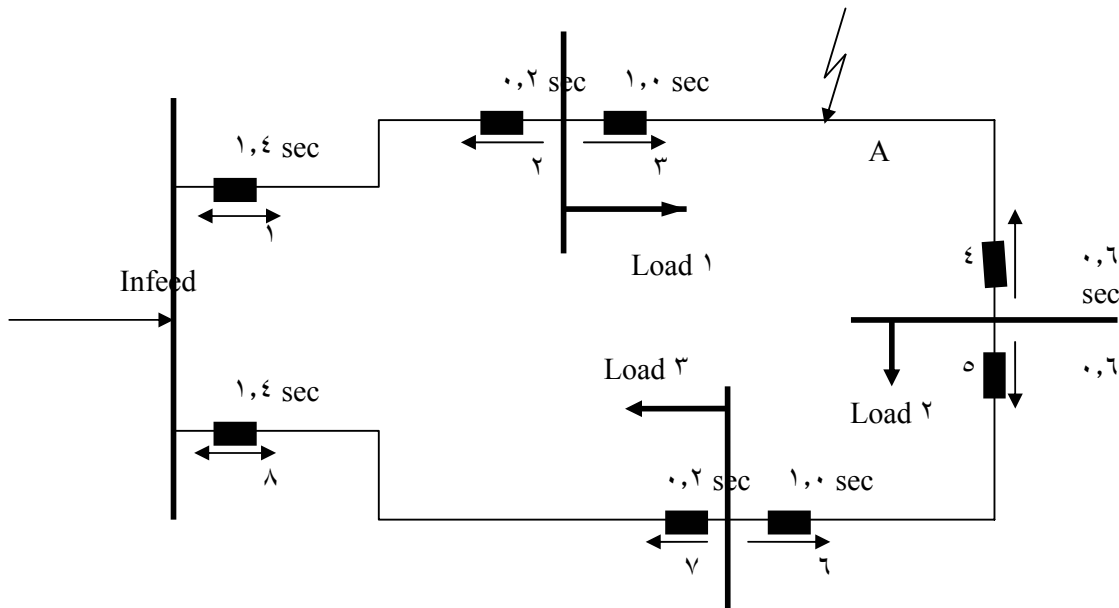 ٠,٢ sec
١,٠ sec
١,٤ sec
٢
٣
A
١
Load ١
Infeed
٤
٠,٦
sec
٥
٠,٦
Load ٣
Load ٢
١,٤ sec
٨
٠,٢ sec
١,٠ sec
٧
٦